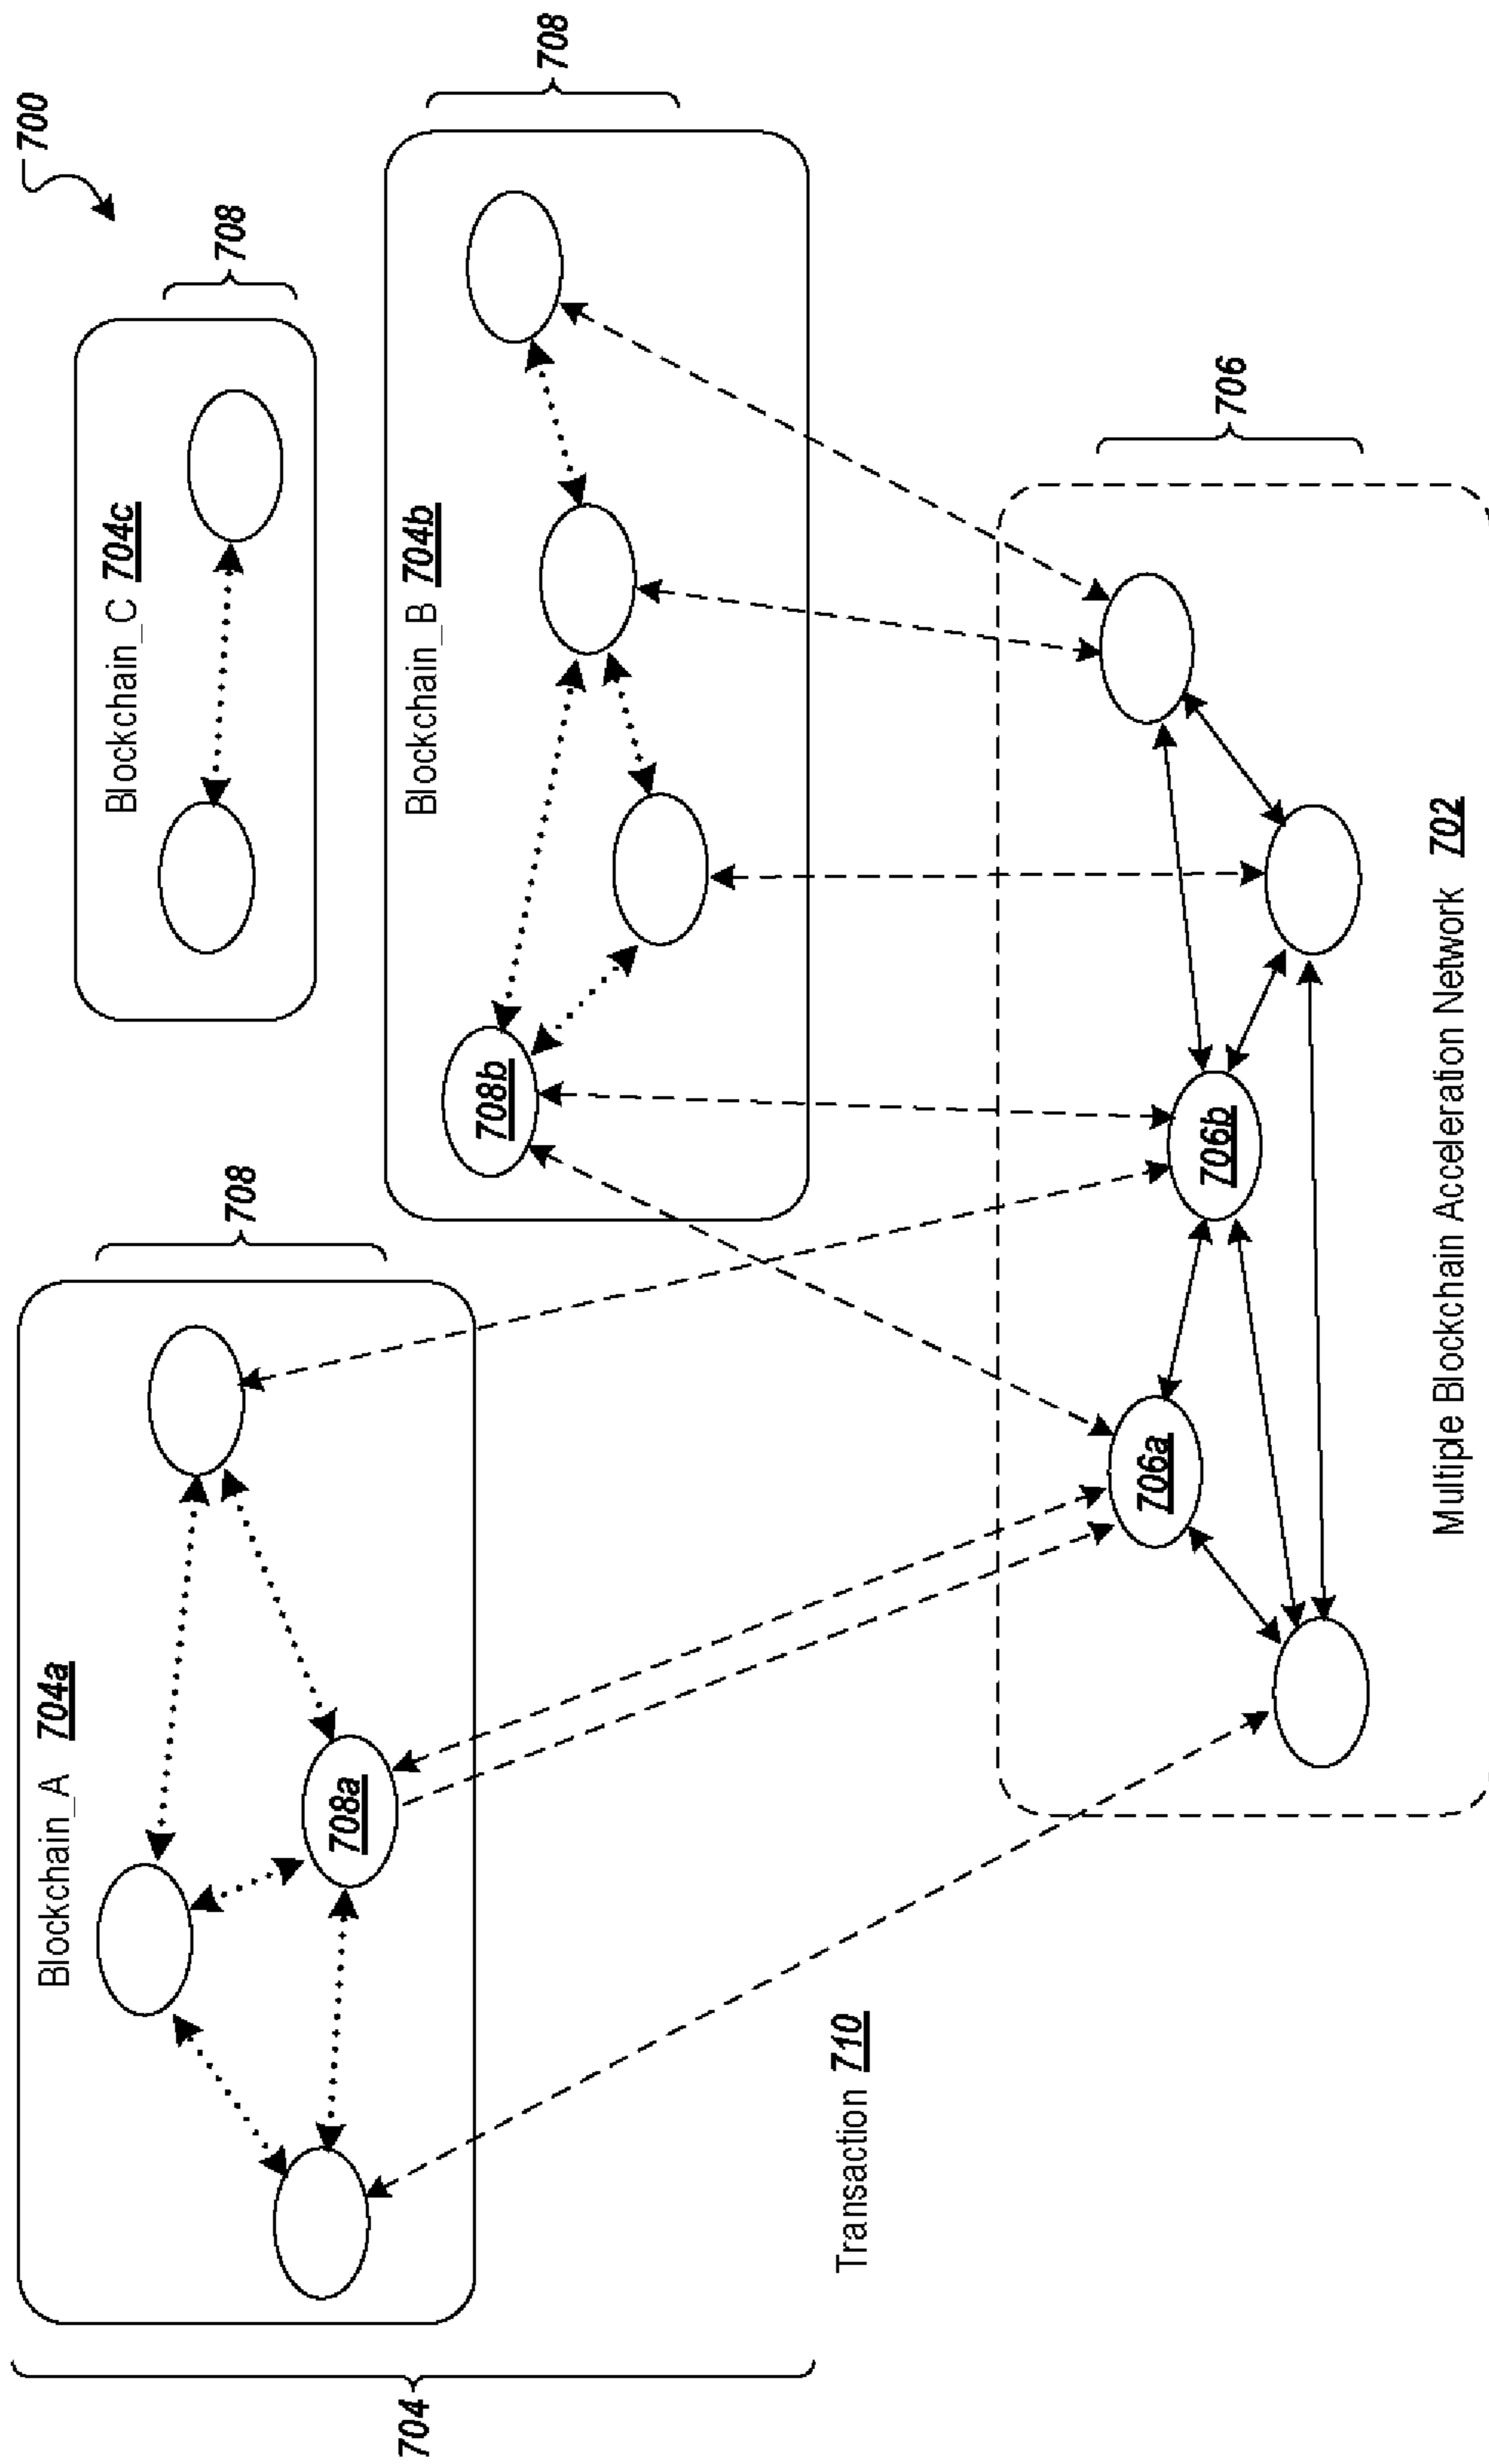 700
Blockchain_A 704a
708
Blockchain_C 704c
708
708a
704
Blockchain_B 704b
708
708b
Transaction 710
706a
706b
706
Multiple Blockchain Acceleration Network 702